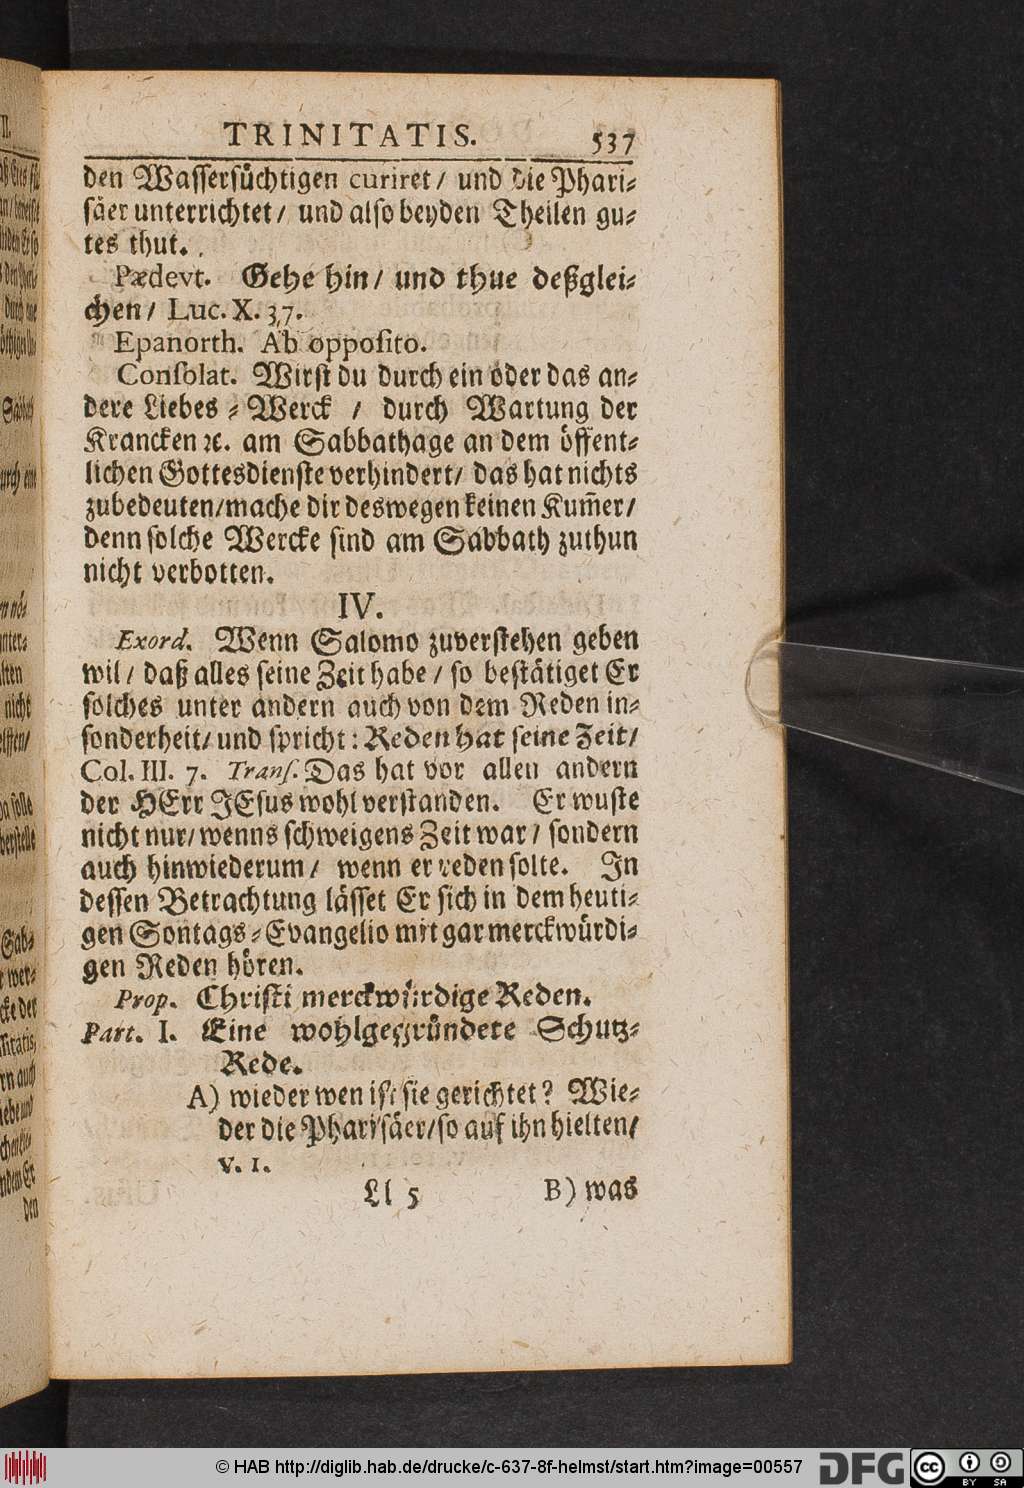 TRINITATIS. 537
den Wassersüchtigen curiret/ und die Phari⸗
säer unterrichtet/ und also beyden Theilen gu⸗
tes thut.
Pædevt. Gehe hin/ und thue deßglei⸗
chen/ Luc. X. 37.
Epanorth. Ab opposito.
Consolat. Wirst du durch ein oder das an⸗
dere Liebes⸗Werck / durch Wartung der
Krancken ꝛc. am Sabbathage an dem öffent⸗
lichen Gottesdienste verhindert/ das hat nichts
zubedeuten/mache dir deswegen keinen Kum̃er/
denn solche Wercke sind am Sabbath zuthun
nicht verbotten.
IV.
Exord. Wenn Salomo zuverstehen geben
wil/ daß alles seine Zeit habe/ so bestätiget Er
solches unter andern auch von dem Reden in⸗
sonderheit/ und spricht: Reden hat seine Zeit/
Col. III. 7. Trans. Das hat vor allen andern
der HErr JEsus wohl verstanden. Er wuste
nicht nur/ wenns schweigens Zeit war/ sondern
auch hinwiederum/ wenn er reden solte. In
dessen Betrachtung lässet Er sich in dem heuti⸗
gen Sontags⸗Evangelio mit gar merckwürdi⸗
gen Reden hören.
Prop. Christi merckwürdige Reden.
Part. I. Eine wohlgegründete Schutz⸗
Rede.
A) wieder wen ist sie gerichtet? Wie⸗
der die Pharisäer/so auf ihn hielten/
v. 1.
Ll 5 B) was
© HAB http://diglib.hab.de/drucke/c-637-8f-helmst/start.htm?image=00557
DFG
cc BY SA